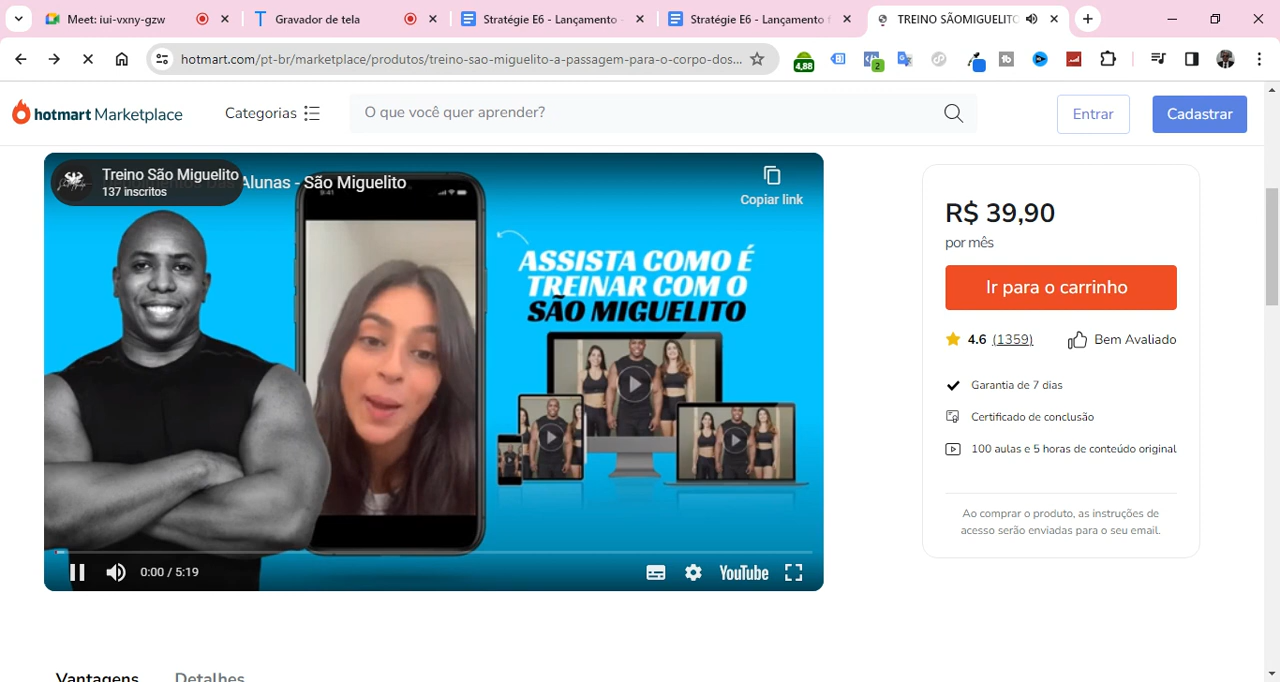 Meet: iui-vxny-gzw
Gravador de tela
Stratégie E6 - Lançamento
Stratégie E6 - Lançamento
TREINO SÃOMIGUELITO
hotmart.com/pt-br/marketplace/produtos/treino-sao-miguelito-a-passagem-para-o-corpo-dos...
4,88
2
hotmart Marketplace
Categorias
O que você quer aprender?
Entrar
Cadastrar
Treino São Miguelito
137 inscritos
das Alunas - São Miguelito
Copiar link
9:41
ASSISTA COMO É
TREINAR COM O
SÃO MIGUELITO
0:00 / 5:19
YouTube
R$ 39,90
por mês
Ir para o carrinho
4.6 (1359)
Bem Avaliado
Garantia de 7 dias
Certificado de conclusão
100 aulas e 5 horas de conteúdo original
Ao comprar o produto, as instruções de
acesso serão enviadas para o seu email.
Vantagens
Detalhes